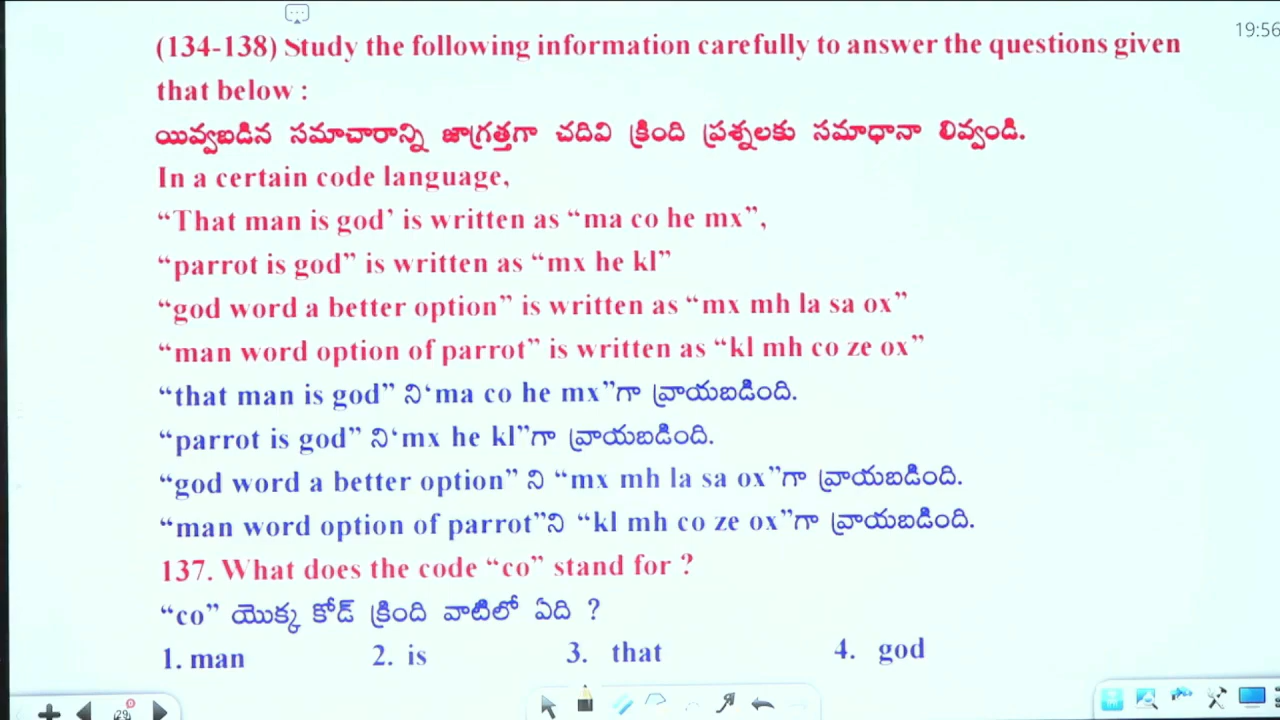 19:56
(134-138) Study the following information carefully to answer the questions given
that below :
యివ్వబడిన సమాచారాన్ని జాగ్రత్తగా చదివి క్రింది ప్రశ్నలకు సమాధానా లివ్వండి.
In a certain code language,
“That man is god’ is written as “ma co he mx”,
“parrot is god” is written as “mx he kl”
“god word a better option” is written as “mx mh la sa ox”
“man word option of parrot” is written as “kl mh co ze ox”
“that man is god” ని‘ma co he mx”గా వ్రాయబడింది.
“parrot is god” ని‘mx he kl”గా వ్రాయబడింది.
“god word a better option” ని “mx mh la sa ox”గా వ్రాయబడింది.
“man word option of parrot”ని “kl mh co ze ox”గా వ్రాయబడింది.
137. What does the code “co” stand for ?
“co” యొక్క కోడ్ క్రింది వాటిలో ఏది ?
1. man 2. is 3. that 4. god
29